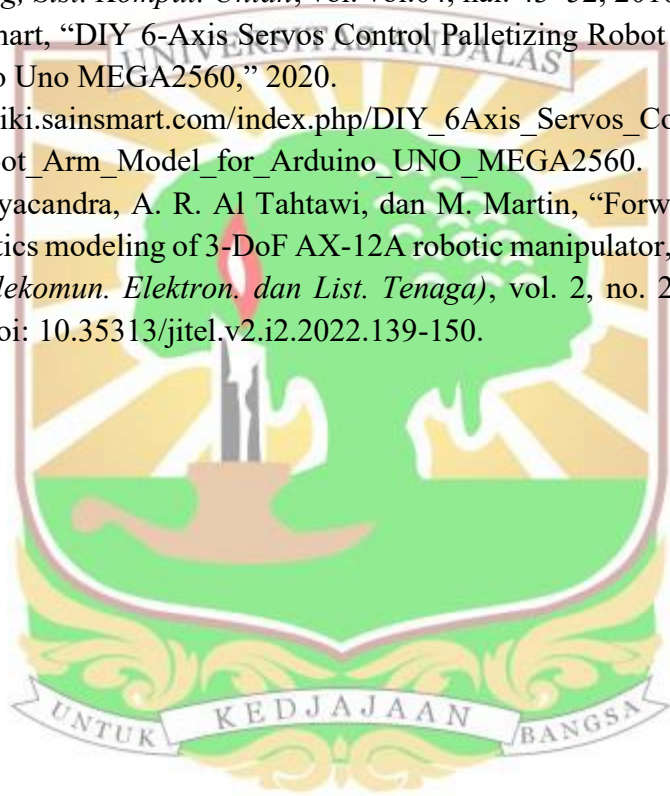 Sist. Komput. Untan, vol. vol.04, hal. 43–52, 2016
mart, “DIY 6-Axis Servos Control Palletizing Robot
o Uno MEGA2560,” 2020.
iki.sainsmart.com/index.php/DIY_6Axis_Servos_Co
ot_Arm_Model_for_Arduino_UNO_MEGA2560.
yacandra, A. R. Al Tahtawi, dan M. Martin, “Forw
tics modeling of 3-DoF AX-12A robotic manipulator,
lekomun. Elektron. dan List. Tenaga), vol. 2, no. 2
oi: 10.35313/jitel.v2.i2.2022.139-150.
UNIVERSITAS ANDALAS
UNTUK KEDJAJAAN BANGSA